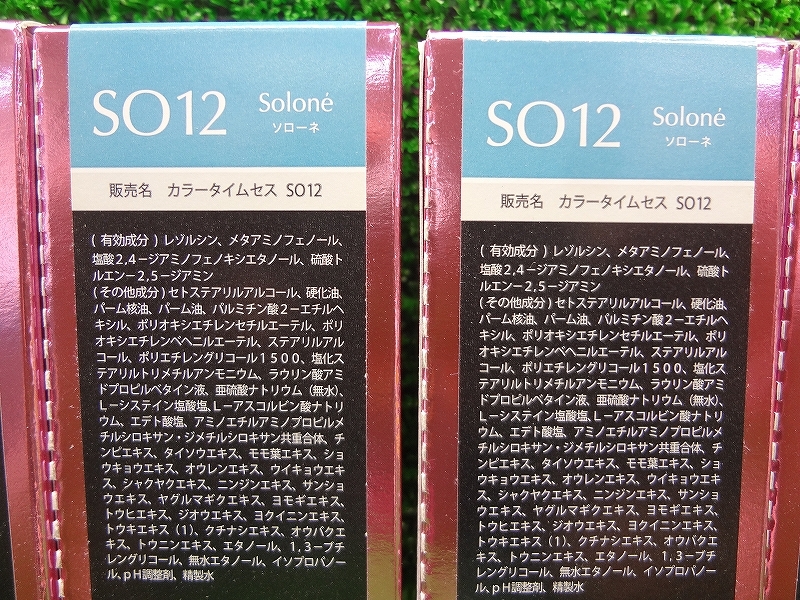 SO12
Soloné
ソローネ
販売名 カラータイムセス SO12
(有効成分)レゾルシン、メタアミノフェノール、
塩酸2,4－ジアミノフェノキシエタノール、硫酸ト
ルエン－2,5－ジアミン
(その他成分)セトステアリルアルコール、硬化油、
パーム核油、パーム油、パルミチン酸2－エチルヘ
キシル、ポリオキシエチレンセチルエーテル、ポリ
オキシエチレンベヘニルエーテル、ステアリルアル
コール、ポリエチレングリコール1500、塩化ス
テアリルトリメチルアンモニウム、ラウリン酸アミ
ドプロピルベタイン液、亜硫酸ナトリウム（無水）、
L－システイン塩酸塩、L－アスコルビン酸ナトリ
ウム、エデト酸塩、アミノエチルアミノプロピルメ
チルシロキサン・ジメチルシロキサン共重合体、チ
ンピエキス、タイソウエキス、モモ葉エキス、ショ
ウキョウエキス、オウレンエキス、ウイキョウエキ
ス、シャクヤクエキス、ニンジンエキス、サンショ
ウエキス、ヤグルマギクエキス、ヨモギエキス、
トウヒエキス、ジオウエキス、ヨクイニンエキス、
トウキエキス（1）、クチナシエキス、オウバクエ
キス、トウニンエキス、エタノール、1,3－ブチ
レングリコール、無水エタノール、イソプロパノー
ル、pH調整剤、精製水
SO12
Soloné
ソローネ
販売名 カラータイムセス SO12
(有効成分)レゾルシン、メタアミノフェノール、
塩酸2,4－ジアミノフェノキシエタノール、硫酸ト
ルエン－2,5－ジアミン
(その他成分)セトステアリルアルコール、硬化油、
パーム核油、パーム油、パルミチン酸2－エチルヘ
キシル、ポリオキシエチレンセチルエーテル、ポリ
オキシエチレンベヘニルエーテル、ステアリルアル
コール、ポリエチレングリコール1500、塩化ス
テアリルトリメチルアンモニウム、ラウリン酸アミ
ドプロピルベタイン液、亜硫酸ナトリウム（無水）、
L－システイン塩酸塩、L－アスコルビン酸ナトリ
ウム、エデト酸塩、アミノエチルアミノプロピルメ
チルシロキサン・ジメチルシロキサン共重合体、チ
ンピエキス、タイソウエキス、モモ葉エキス、ショ
ウキョウエキス、オウレンエキス、ウイキョウエキ
ス、シャクヤクエキス、ニンジンエキス、サンショ
ウエキス、ヤグルマギクエキス、ヨモギエキス、
トウヒエキス、ジオウエキス、ヨクイニンエキス、
トウキエキス（1）、クチナシエキス、オウバクエ
キス、トウニンエキス、エタノール、1,3－ブチ
レングリコール、無水エタノール、イソプロパノー
ル、pH調整剤、精製水